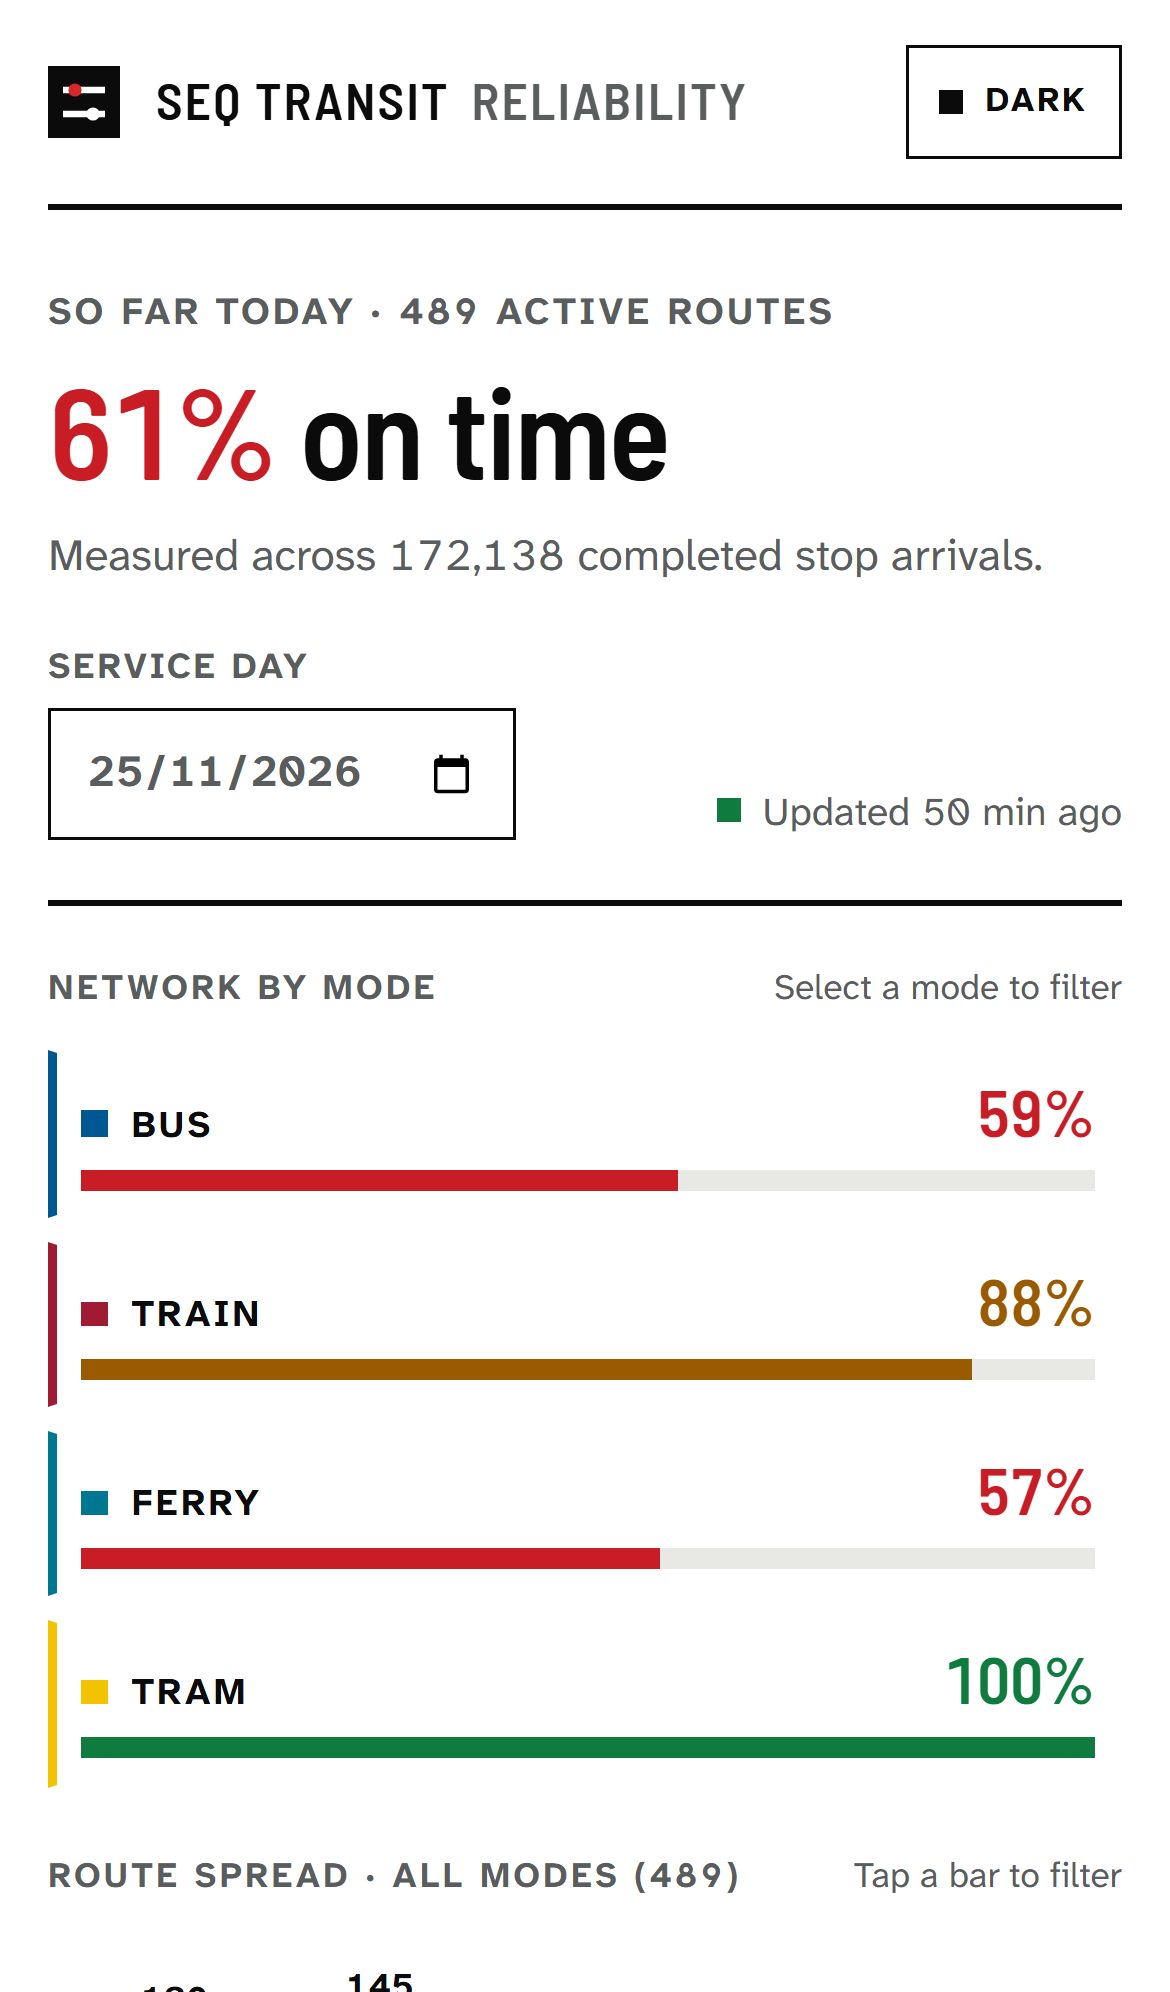 SEQ TRANSIT RELIABILITY
DARK
SO FAR TODAY · 489 ACTIVE ROUTES
61% on time
Measured across 172,138 completed stop arrivals.
SERVICE DAY
25/11/2026
Updated 50 min ago
NETWORK BY MODE
Select a mode to filter
BUS
59%
TRAIN
88%
FERRY
57%
TRAM
100%
ROUTE SPREAD · ALL MODES (489)
Tap a bar to filter
145